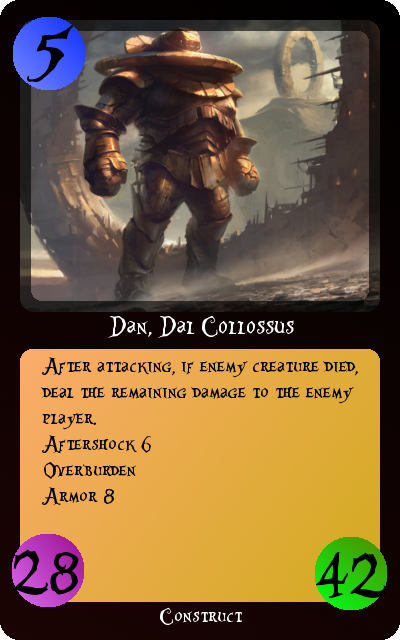 5
Dan, Dal Collossus
After attacking, if enemy creature died,
deal the remaining damage to the enemy
player.
Aftershock 6
Overburden
Armor 8
28
42
Construct